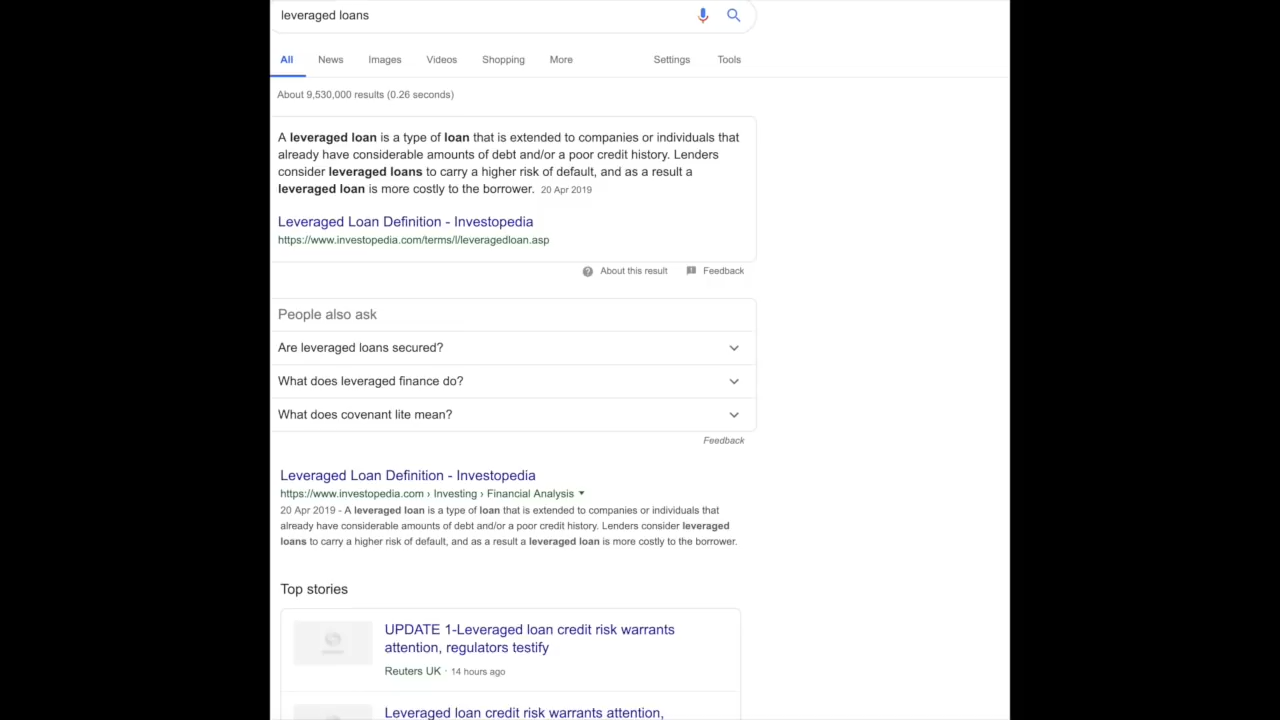 leveraged loans
All News Images Videos Shopping More Settings Tools
About 9,530,000 results (0.26 seconds)
A leveraged loan is a type of loan that is extended to companies or individuals that
already have considerable amounts of debt and/or a poor credit history. Lenders
consider leveraged loans to carry a higher risk of default, and as a result a
leveraged loan is more costly to the borrower. 20 Apr 2019
Leveraged Loan Definition - Investopedia
https://www.investopedia.com/terms/l/leveragedloan.asp
About this result Feedback
People also ask
Are leveraged loans secured?
What does leveraged finance do?
What does covenant lite mean?
Feedback
Leveraged Loan Definition - Investopedia
https://www.investopedia.com › Investing › Financial Analysis
20 Apr 2019 - A leveraged loan is a type of loan that is extended to companies or individuals that
already have considerable amounts of debt and/or a poor credit history. Lenders consider leveraged
loans to carry a higher risk of default, and as a result a leveraged loan is more costly to the borrower.
Top stories
UPDATE 1-Leveraged loan credit risk warrants
attention, regulators testify
Reuters UK · 14 hours ago
Leveraged loan credit risk warrants attention,